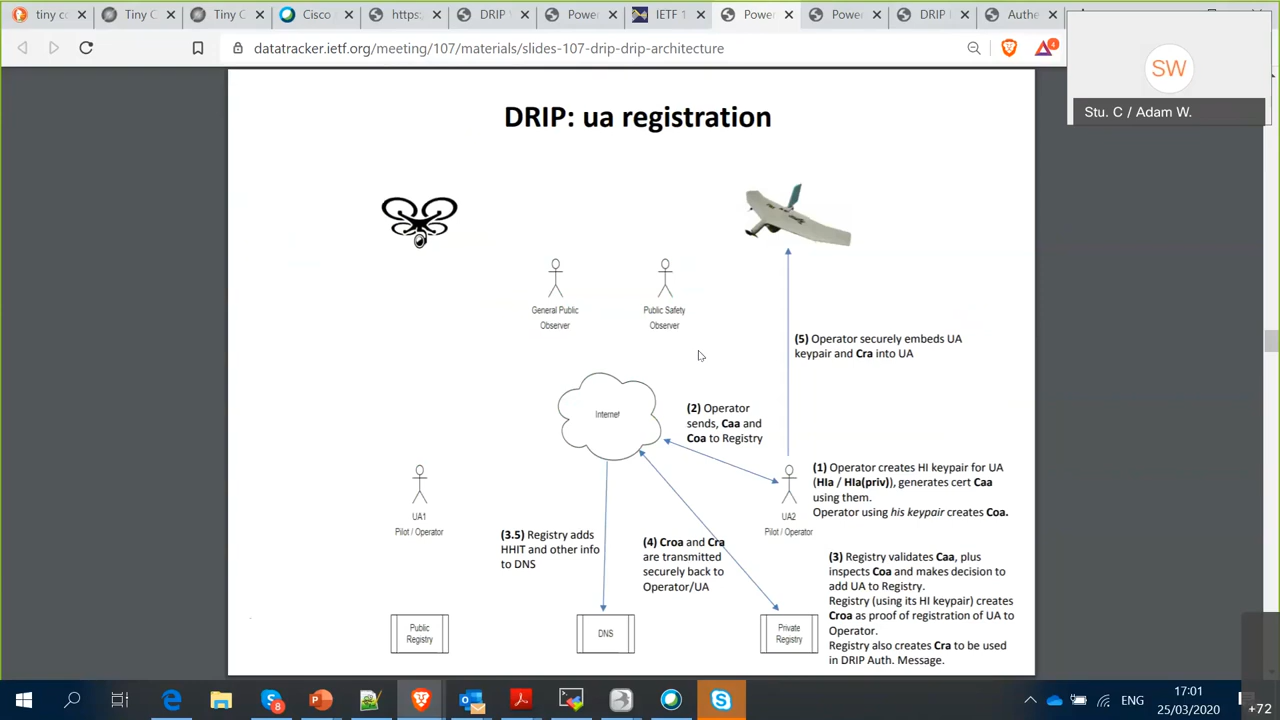 tiny cc
Tiny C
Tiny C
Cisco
https:
DRIP
Power
IETF 1
Power
Power
DRIP
Authe
datatracker.ietf.org/meeting/107/materials/slides-107-drip-drip-architecture
4
SW
Stu. C / Adam W.
DRIP: ua registration
General Public
Observer
Public Safety
Observer
(5) Operator securely embeds UA
keypair and Cra into UA
Internet
(2) Operator
sends, Caa and
Coa to Registry
(1) Operator creates HI keypair for UA
(HIa / HIa(priv)), generates cert Caa
using them.
Operator using his keypair creates Coa.
UA1
Pilot / Operator
UA2
Pilot / Operator
(3.5) Registry adds
HHIT and other info
to DNS
(4) Croa and Cra
are transmitted
securely back to
Operator/UA
(3) Registry validates Caa, plus
inspects Coa and makes decision to
add UA to Registry.
Registry (using its HI keypair) creates
Croa as proof of registration of UA to
Operator.
Registry also creates Cra to be used
in DRIP Auth. Message.
Public
Registry
DNS
Private
Registry
8
ENG
17:01
25/03/2020
+72